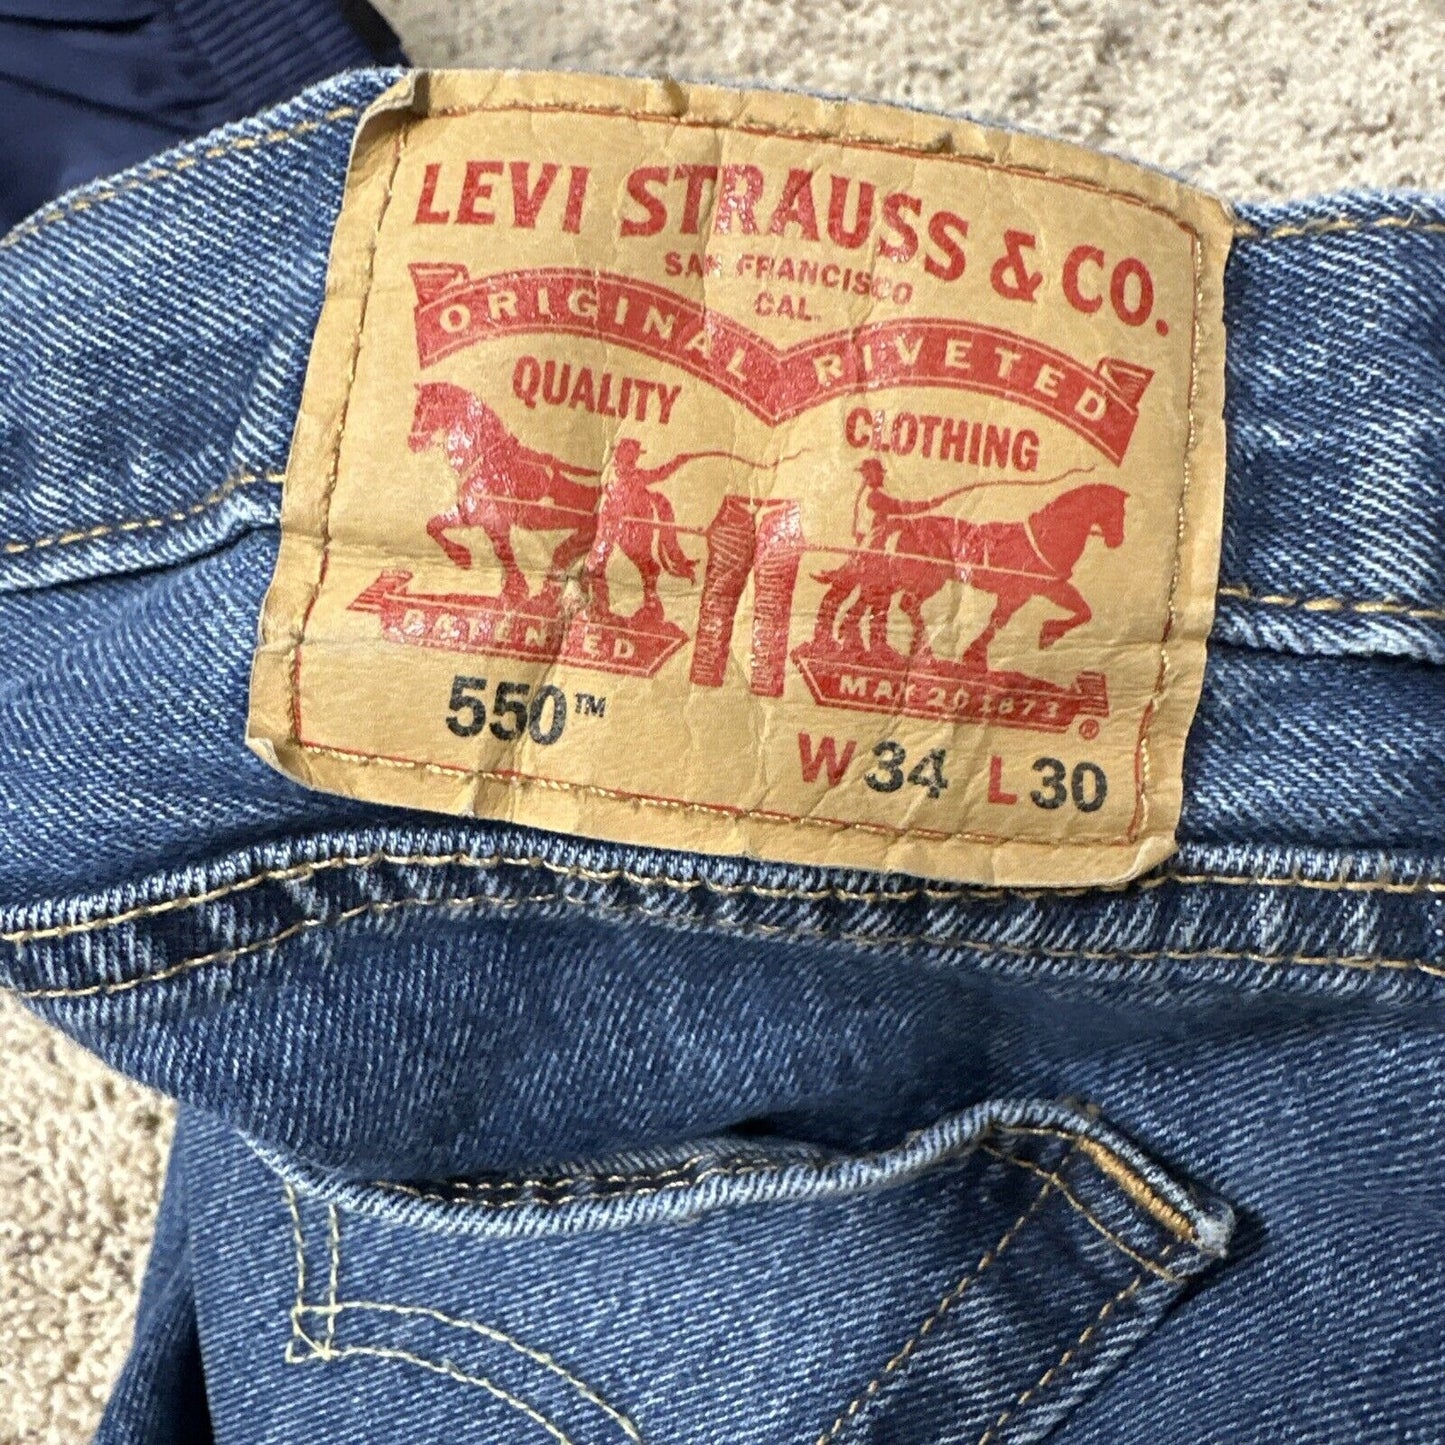 LEVI STRAUSS & CO.
SAN FRANCISCO
CAL.
ORIGINAL RIVETED
QUALITY CLOTHING
PATENTED
MAY 20 1873
®
550™
W 34 L 30